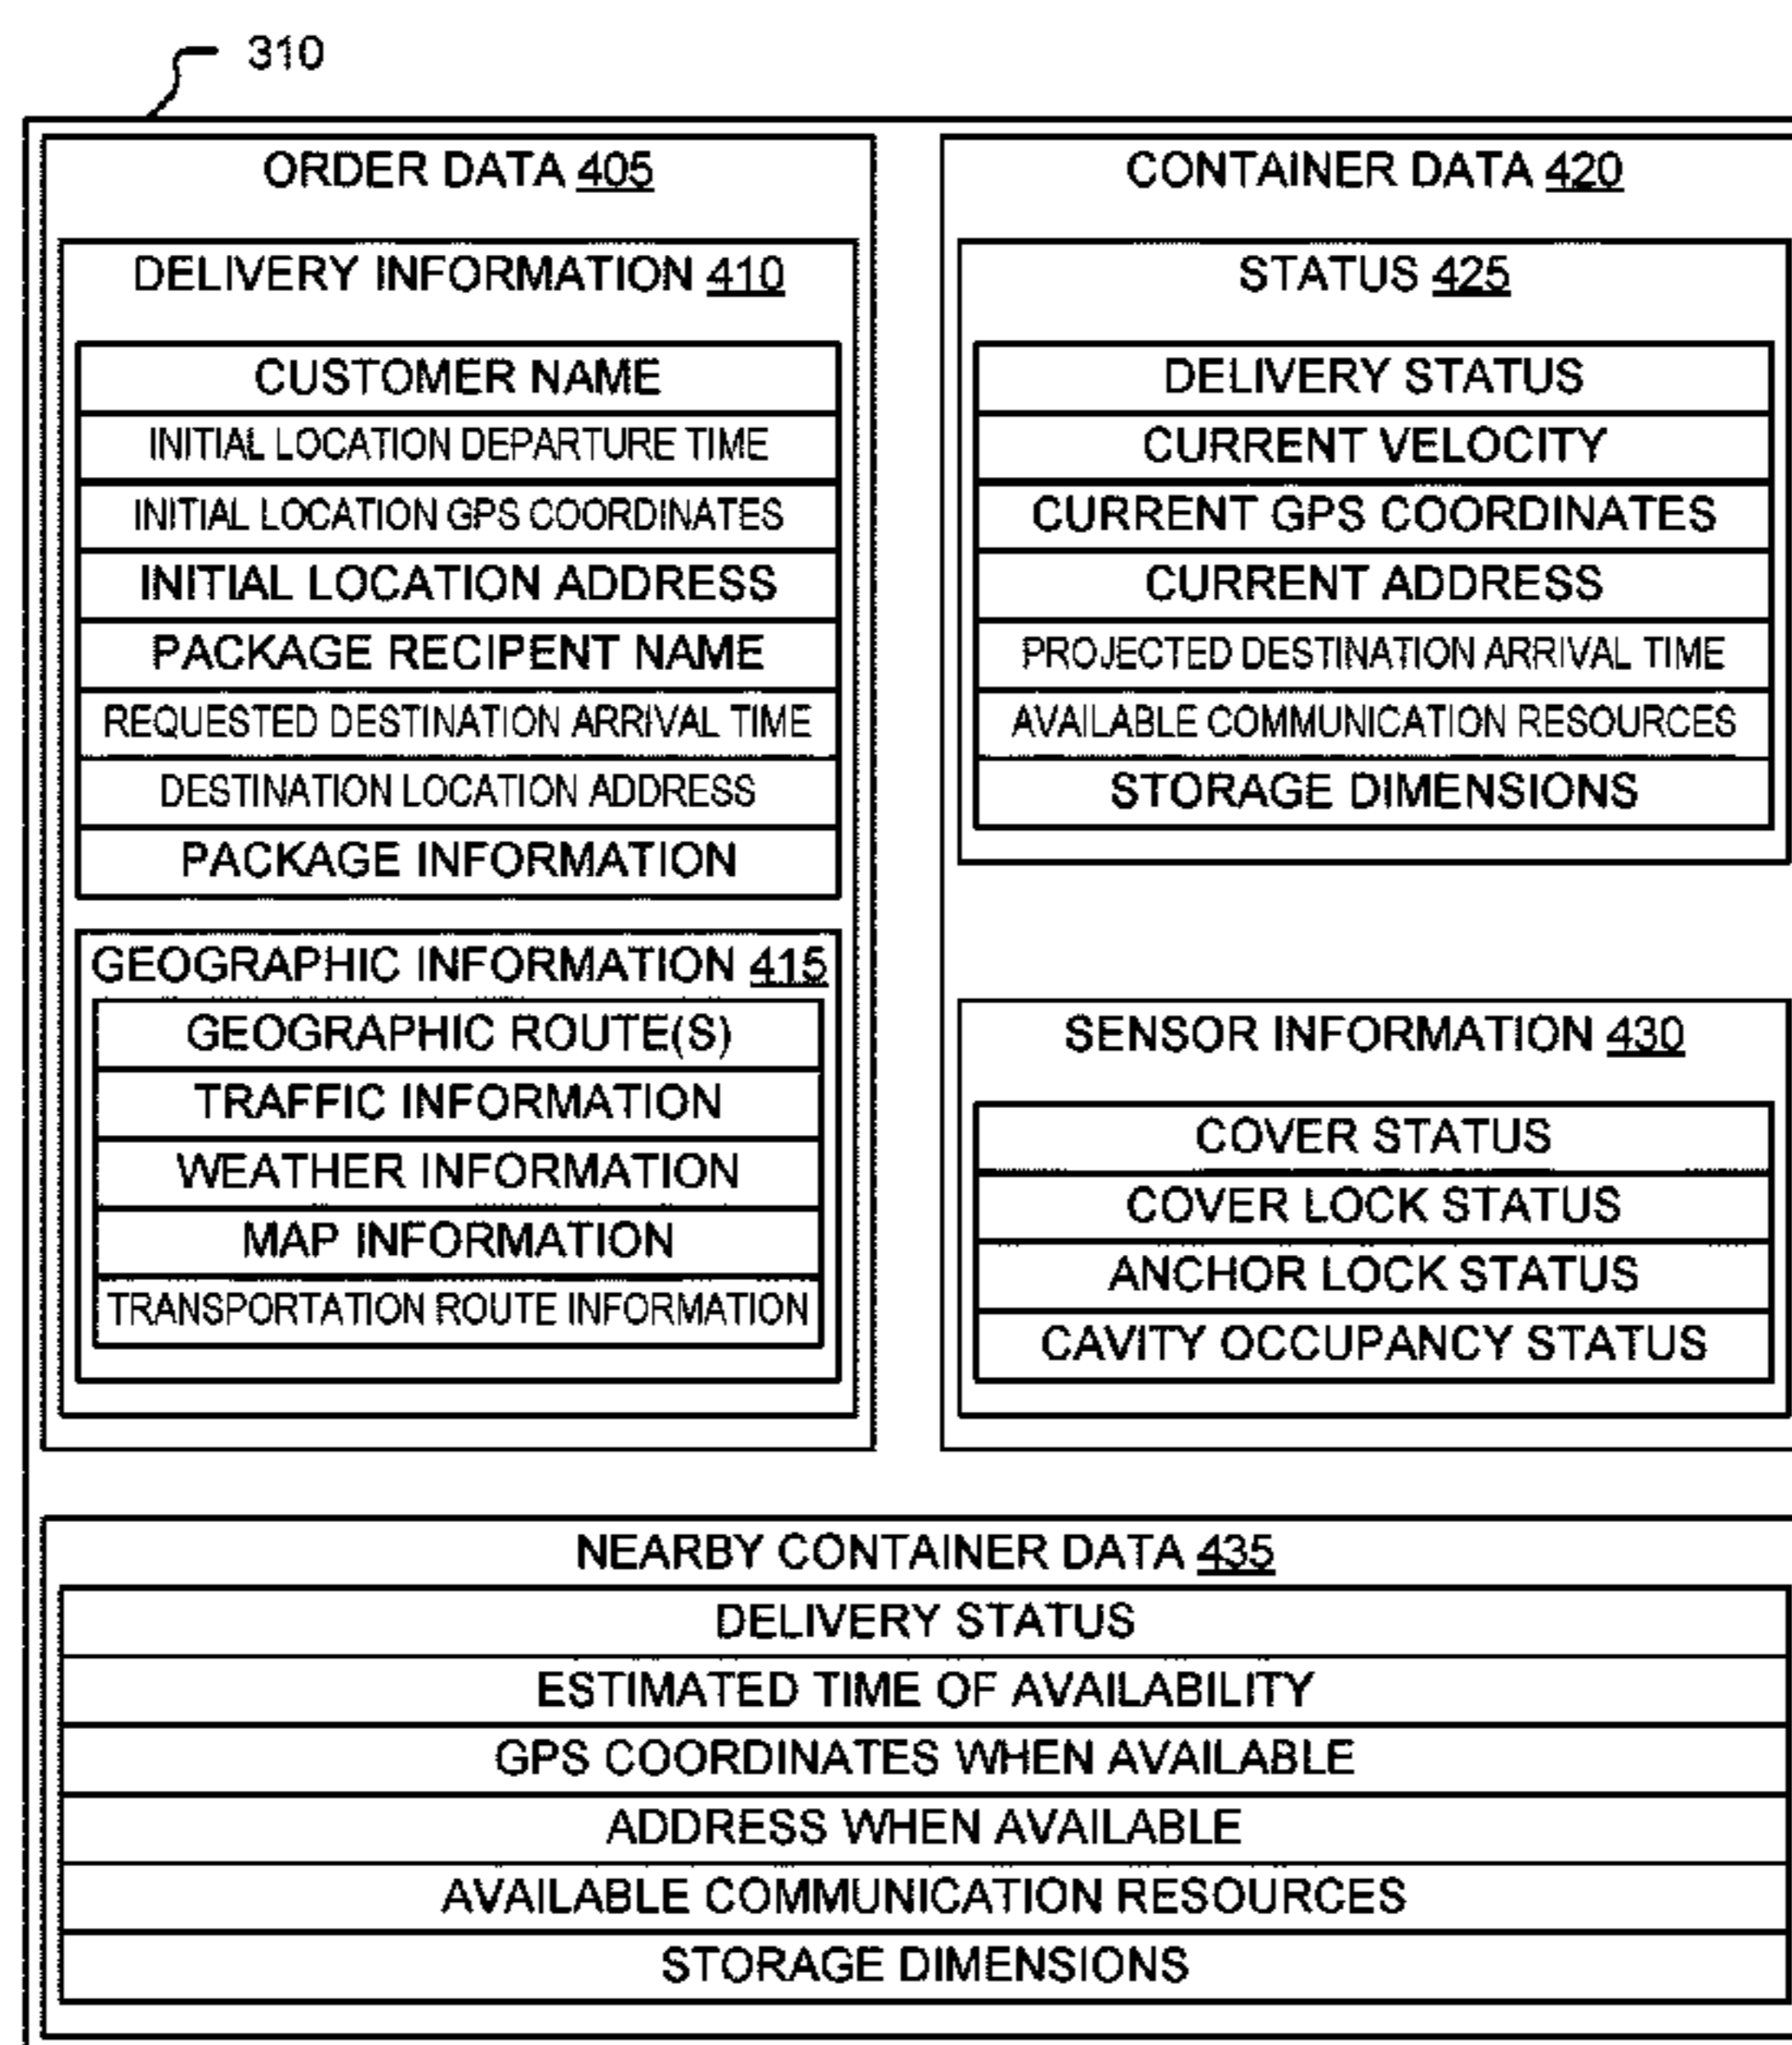 310
ORDER DATA 405
DELIVERY INFORMATION 410
CUSTOMER NAME
INITIAL LOCATION DEPARTURE TIME
INITIAL LOCATION GPS COORDINATES
INITIAL LOCATION ADDRESS
PACKAGE RECIPENT NAME
REQUESTED DESTINATION ARRIVAL TIME
DESTINATION LOCATION ADDRESS
PACKAGE INFORMATION
GEOGRAPHIC INFORMATION 415
GEOGRAPHIC ROUTE(S)
TRAFFIC INFORMATION
WEATHER INFORMATION
MAP INFORMATION
TRANSPORTATION ROUTE INFORMATION
CONTAINER DATA 420
STATUS 425
DELIVERY STATUS
CURRENT VELOCITY
CURRENT GPS COORDINATES
CURRENT ADDRESS
PROJECTED DESTINATION ARRIVAL TIME
AVAILABLE COMMUNICATION RESOURCES
STORAGE DIMENSIONS
SENSOR INFORMATION 430
COVER STATUS
COVER LOCK STATUS
ANCHOR LOCK STATUS
CAVITY OCCUPANCY STATUS
NEARBY CONTAINER DATA 435
DELIVERY STATUS
ESTIMATED TIME OF AVAILABILITY
GPS COORDINATES WHEN AVAILABLE
ADDRESS WHEN AVAILABLE
AVAILABLE COMMUNICATION RESOURCES
STORAGE DIMENSIONS